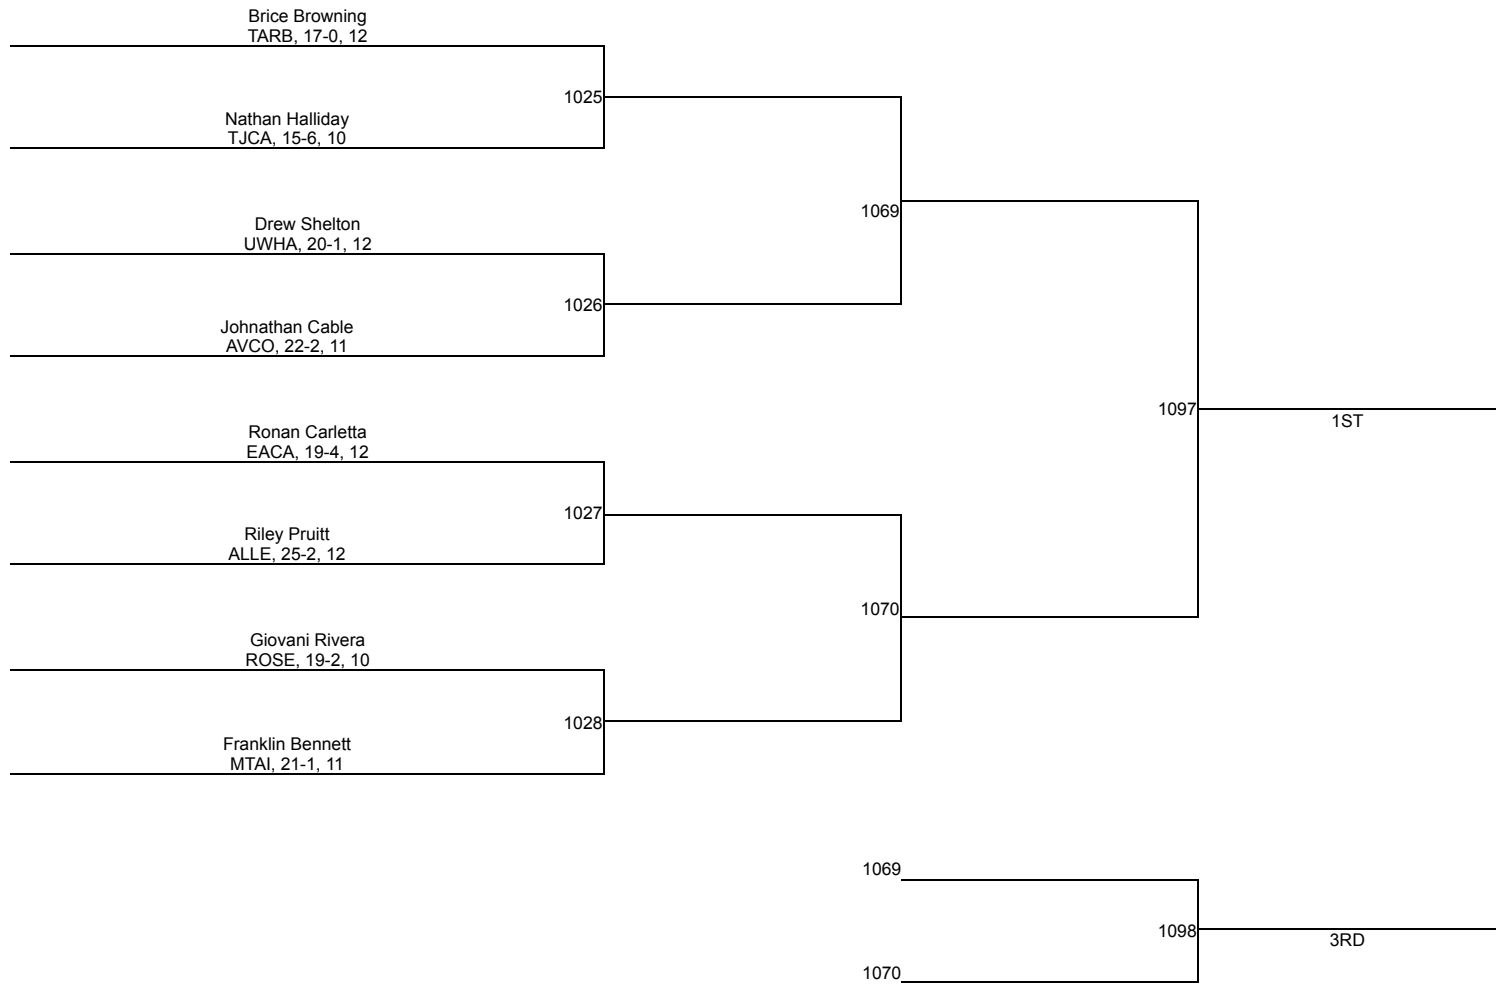 Brice Browning
TARB, 17-0, 12
1025
Nathan Halliday
TJCA, 15-6, 10
1069
Drew Shelton
UWHA, 20-1, 12
1026
Johnathan Cable
AVCO, 22-2, 11
1097
1ST
Ronan Carletta
EACA, 19-4, 12
1027
Riley Pruitt
ALLE, 25-2, 12
1070
Giovani Rivera
ROSE, 19-2, 10
1028
Franklin Bennett
MTAI, 21-1, 11
1069
1098
3RD
1070